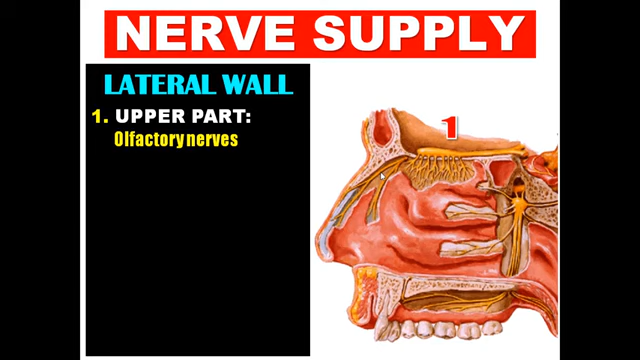 NERVE SUPPLY
LATERAL WALL
1. UPPER PART:
Olfactory nerves
1